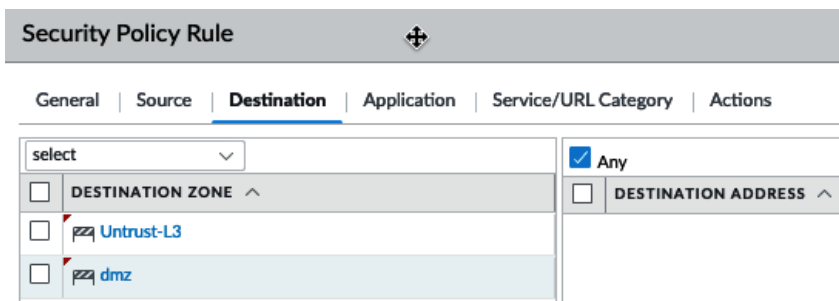 Security Policy Rule
General | Source | Destination | Application | Service/URL Category | Actions
select
Any
DESTINATION ZONE
DESTINATION ADDRESS
Untrust-L3
dmz